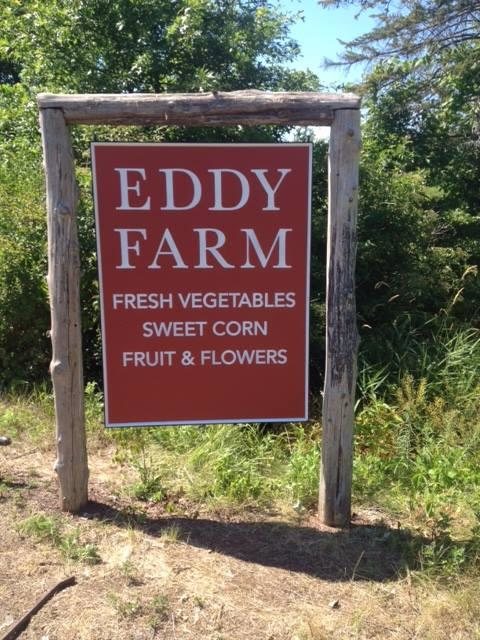 EDDY
FARM
FRESH VEGETABLES
SWEET CORN
FRUIT & FLOWERS